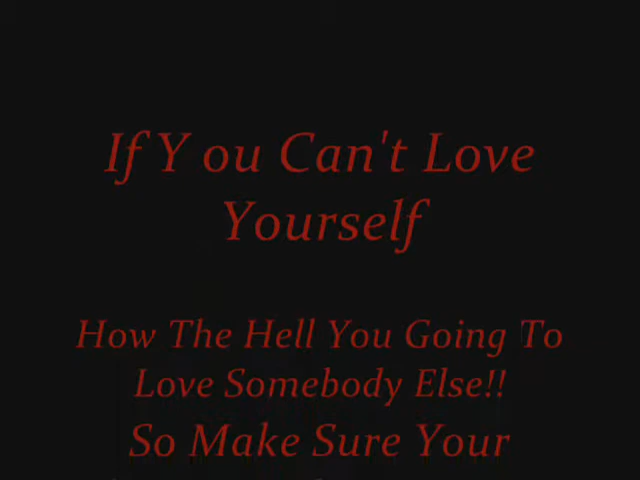 If Y ou Can't Love
Yourself
How The Hell You Going To
Love Somebody Else!!
So Make Sure Your